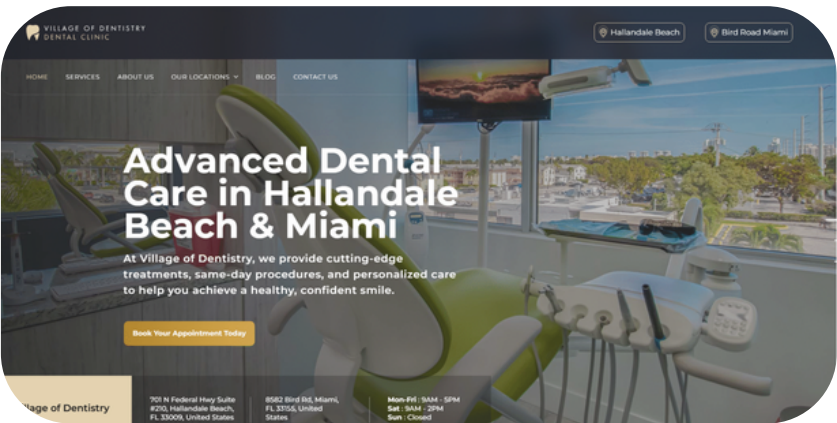 VILLAGE OF DENTISTRY
DENTAL CLINIC
Hallandale Beach
Bird Road Miami
HOME SERVICES ABOUT US OUR LOCATIONS BLOG CONTACT US
Advanced Dental
Care in Hallandale
Beach & Miami
At Village of Dentistry, we provide cutting-edge
treatments, same-day procedures, and personalized care
to help you achieve a healthy, confident smile.
Book Your Appointment Today
llage of Dentistry
701 N Federal Hwy Suite
#210, Hallandale Beach,
FL 33009, United States
8582 Bird Rd, Miami,
FL 33155, United
States
Mon-Fri : 9AM - 5PM
Sat : 9AM - 2PM
Sun : Closed